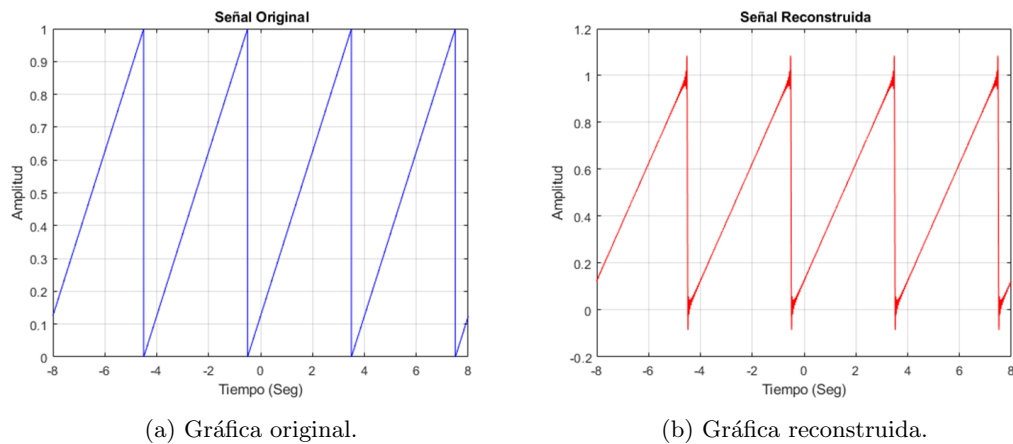 Señal Original
1
0.9
0.8
0.7
0.6
0.5
0.4
0.3
0.2
0.1
0
Amplitud
-8 -6 -4 -2 0 2 4 6 8
Tiempo (Seg)
(a) Gráfica original.
Señal Reconstruida
1.2
1
0.8
0.6
0.4
0.2
0
-0.2
Amplitud
-8 -6 -4 -2 0 2 4 6 8
Tiempo (Seg)
(b) Gráfica reconstruida.